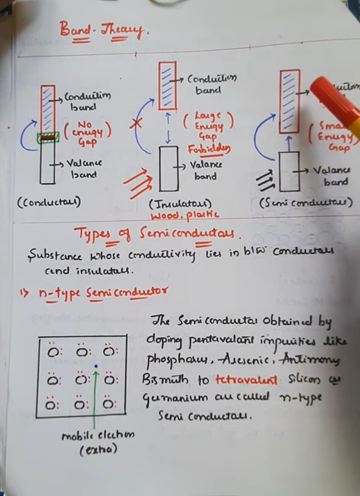 Band-Theory.
Conduction band
(No energy Gap)
Valance band
(Conductors)
Conduction band
(Large Energy Gap)
Forbidden
Valance band
(Insulators)
Wood, plastic
band
Energy Gap)
Valance band
(Semi conductors)
Types of Semiconductors.
Substance whose conductivity lies in b/w conductors
and insulators.
1) n-type Semiconductor
The Semiconductor obtained by
doping pentavalent impurities like
phosphorus, Arsenic, Antimony
Bismuth to tetravalent silicon or
germanium are called n-type
Semi conductors.
mobile electron
(extra)